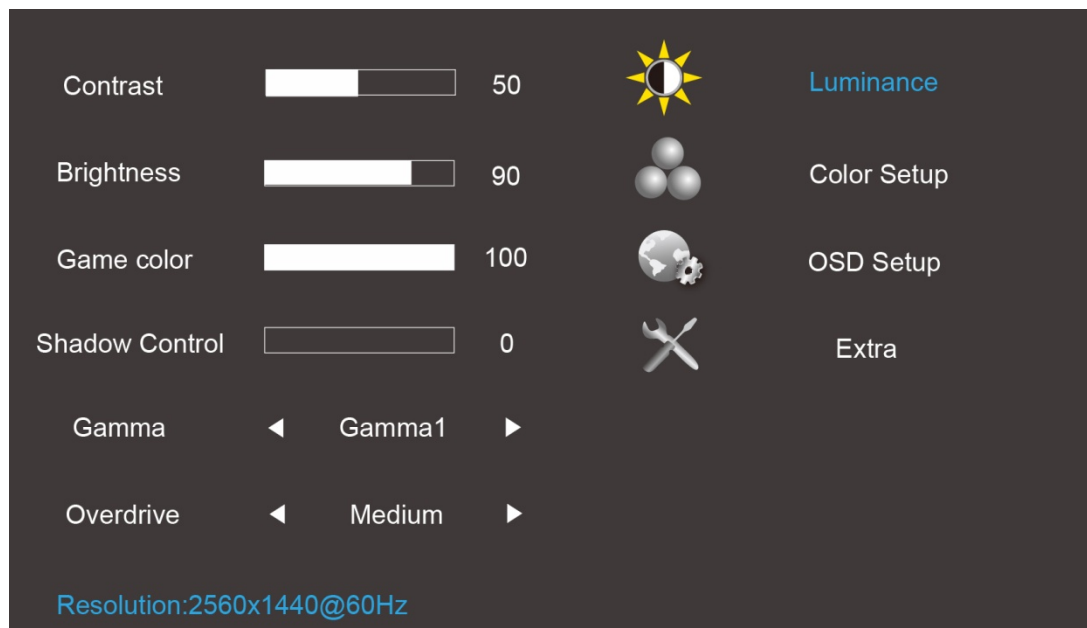 Contrast 50 Luminance
Brightness 90 Color Setup
Game color 100 OSD Setup
Shadow Control 0 Extra
Gamma Gamma1
Overdrive Medium
Resolution:2560x1440@60Hz